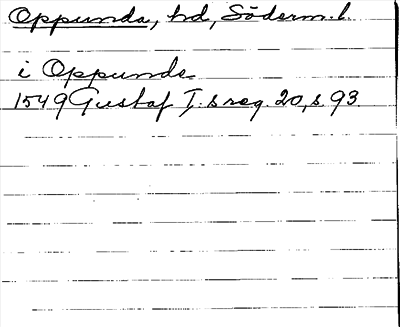 Oppunda, hd, Söderm. l.
i Oppunde
1549 Gustaf I:s reg. 20, s. 93